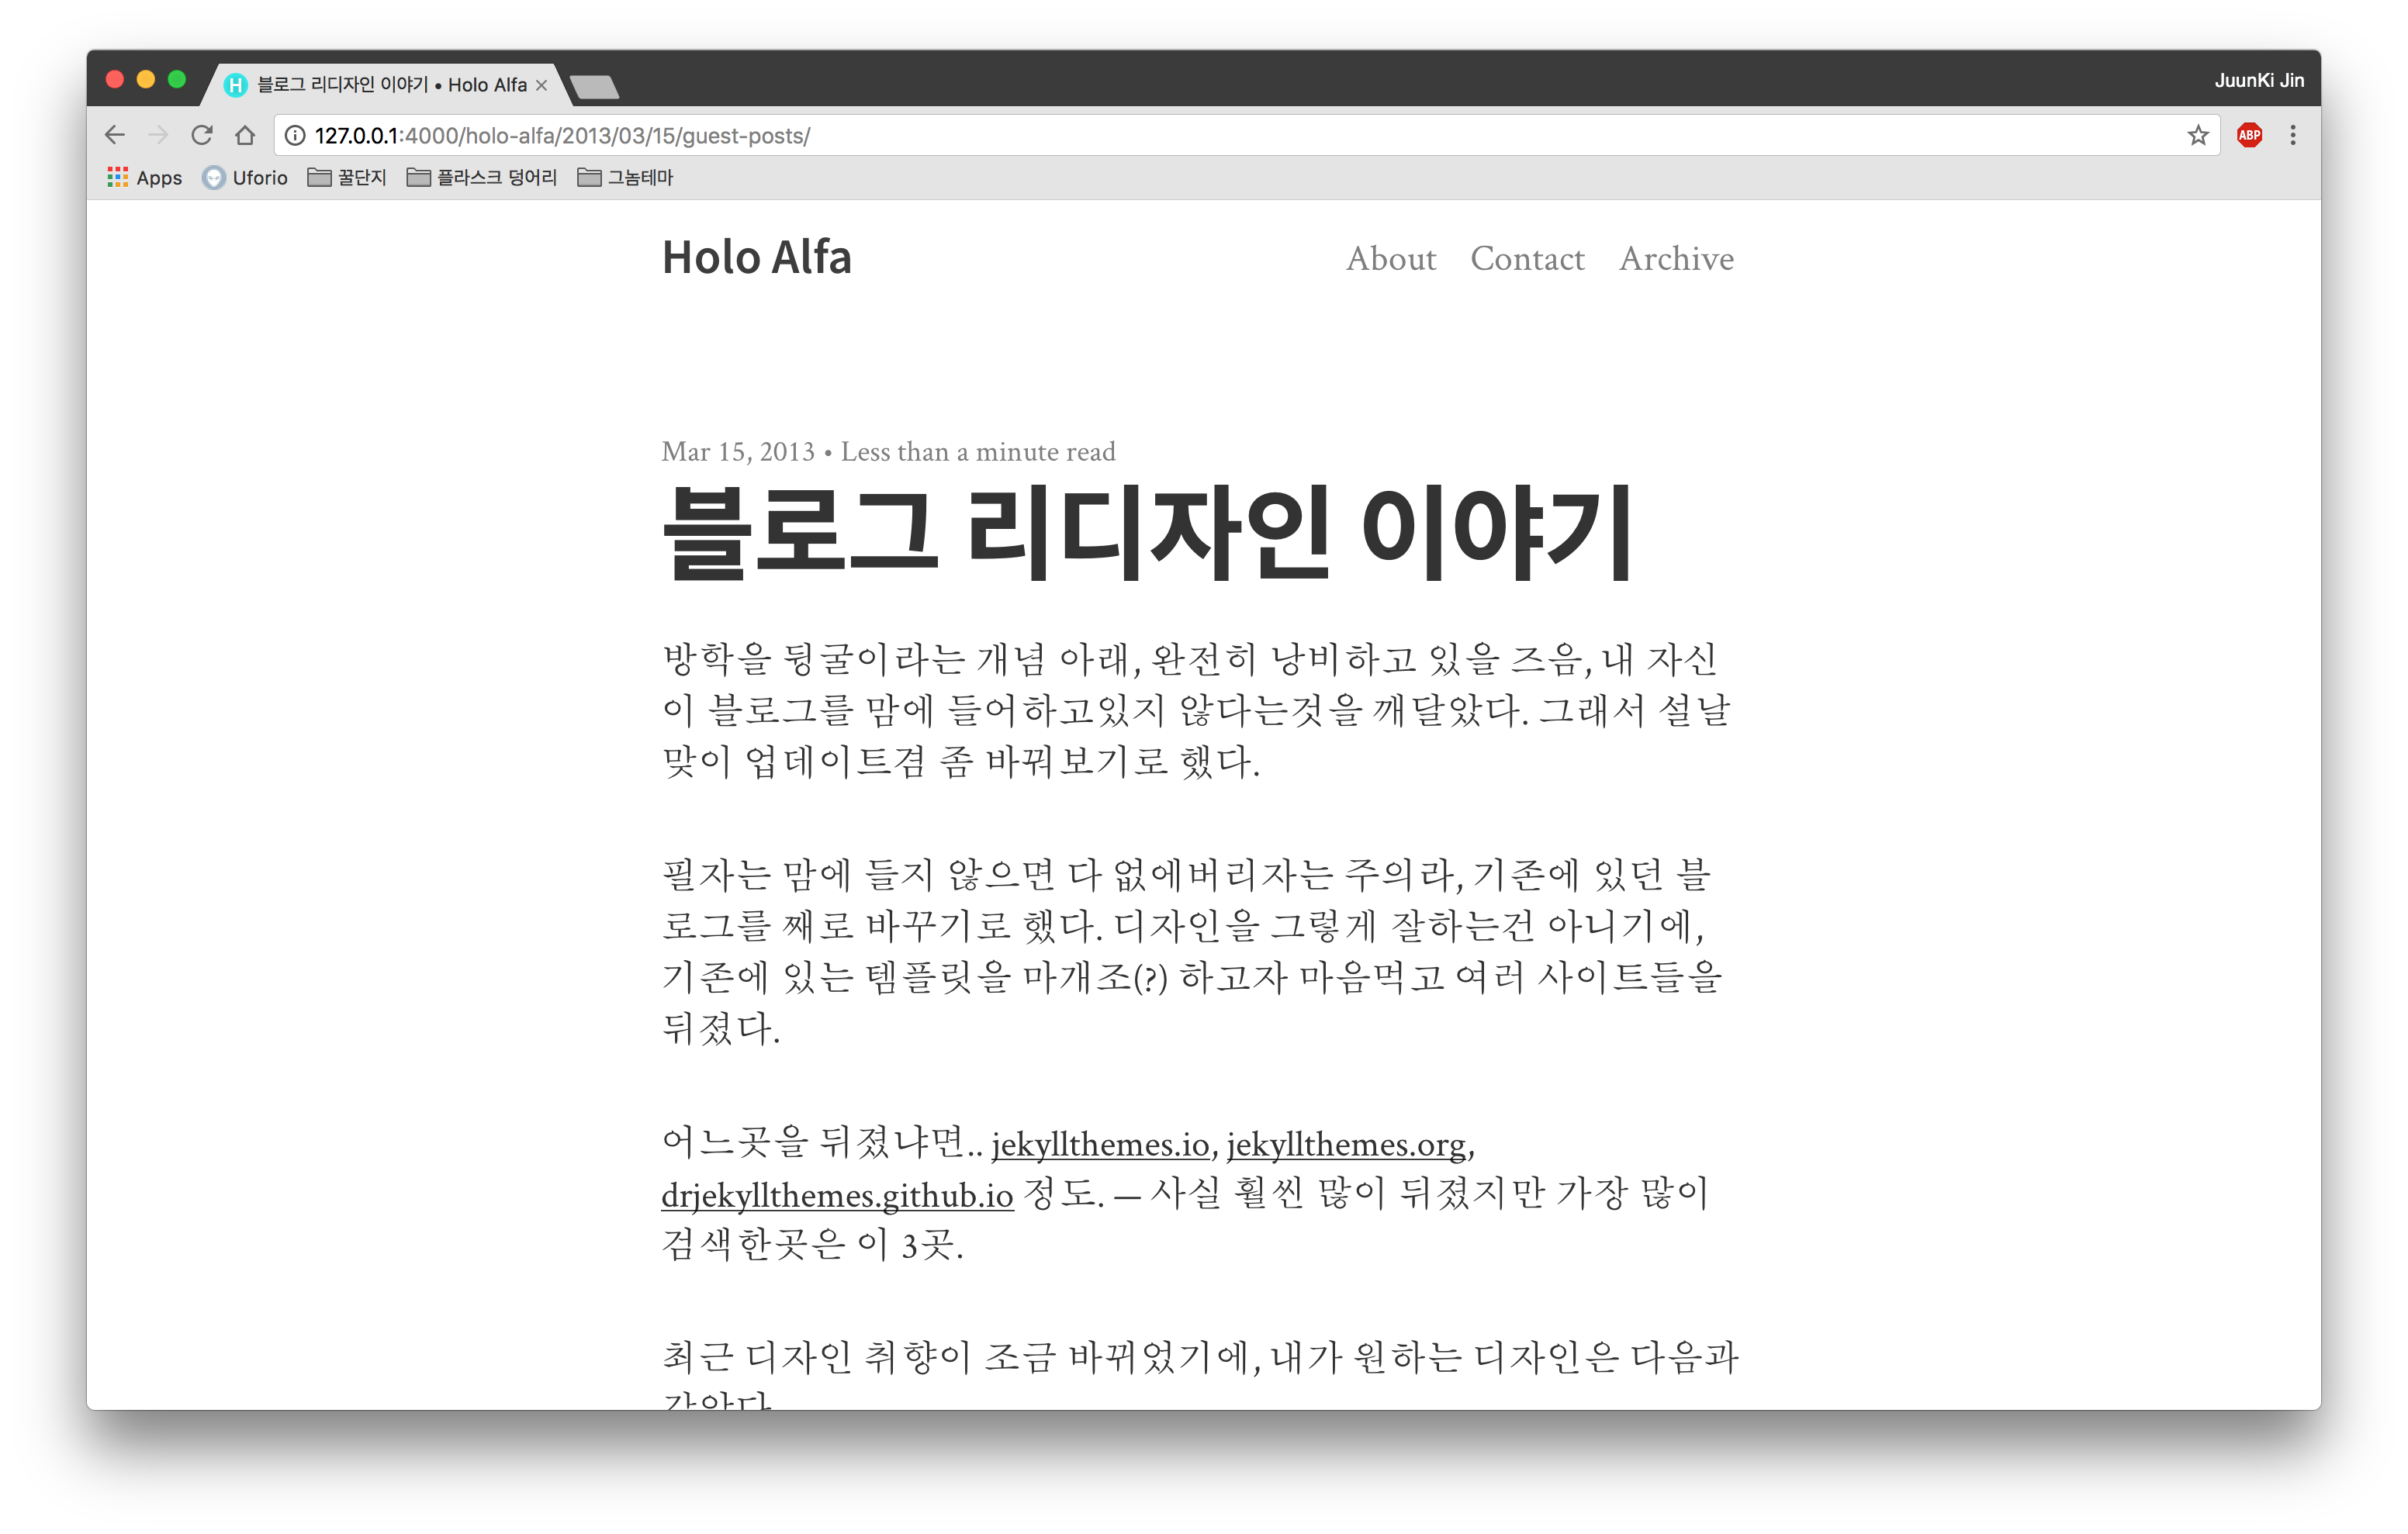 블로그 리디자인 이야기 • Holo Alfa
JuunKi Jin
127.0.0.1:4000/holo-alfa/2013/03/15/guest-posts/
ABP
Apps Uforio 꿀단지 플라스크 덩어리 그놈테마
Holo Alfa
About Contact Archive
Mar 15, 2013 • Less than a minute read
블로그 리디자인 이야기
방학을 뒹굴이라는 개념 아래, 완전히 낭비하고 있을 즈음, 내 자신
이 블로그를 맘에 들어하고있지 않다는것을 깨달았다. 그래서 설날
맞이 업데이트겸 좀 바꿔보기로 했다.
필자는 맘에 들지 않으면 다 없에버리자는 주의라, 기존에 있던 블
로그를 째로 바꾸기로 했다. 디자인을 그렇게 잘하는건 아니기에,
기존에 있는 템플릿을 마개조(?) 하고자 마음먹고 여러 사이트들을
뒤졌다.
어느곳을 뒤졌냐면.. jekyllthemes.io, jekyllthemes.org,
drjekyllthemes.github.io 정도. — 사실 훨씬 많이 뒤졌지만 가장 많이
검색한곳은 이 3곳.
최근 디자인 취향이 조금 바뀌었기에, 내가 원하는 디자인은 다음과
같았다